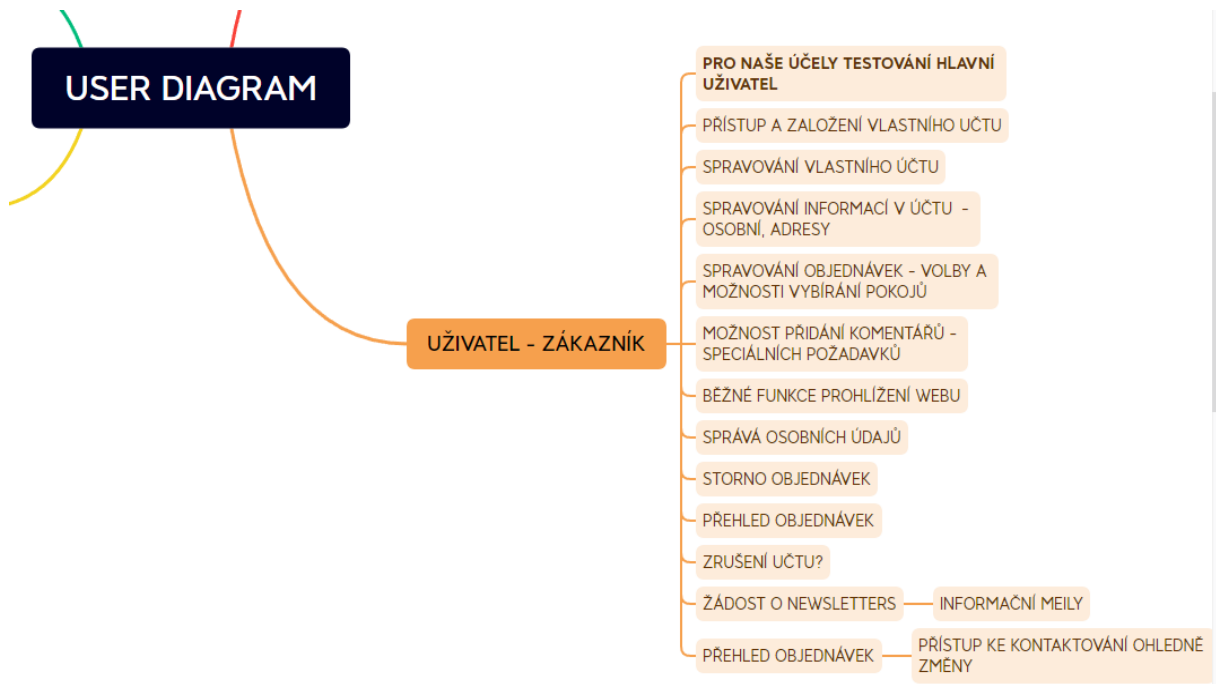 USER DIAGRAM
PRO NAŠE ÚČELY TESTOVÁNÍ HLAVNÍ
UŽIVATEL
PŘÍSTUP A ZALOŽENÍ VLASTNÍHO UČTU
SPRAVOVÁNÍ VLASTNÍHO ÚČTU
SPRAVOVÁNÍ INFORMACÍ V ÚČTU -
OSOBNÍ, ADRESY
SPRAVOVÁNÍ OBJEDNÁVEK - VOLBY A
MOŽNOSTI VYBÍRÁNÍ POKOJŮ
UŽIVATEL - ZÁKAZNÍK
MOŽNOST PŘIDÁNÍ KOMENTÁŘŮ -
SPECIÁLNÍCH POŽADAVKŮ
BĚŽNÉ FUNKCE PROHLÍŽENÍ WEBU
SPRÁVÁ OSOBNÍCH ÚDAJŮ
STORNO OBJEDNÁVEK
PŘEHLED OBJEDNÁVEK
ZRUŠENÍ UČTU?
ŽÁDOST O NEWSLETTERS
INFORMAČNÍ MEILY
PŘEHLED OBJEDNÁVEK
PŘÍSTUP KE KONTAKTOVÁNÍ OHLEDNĚ
ZMĚNY